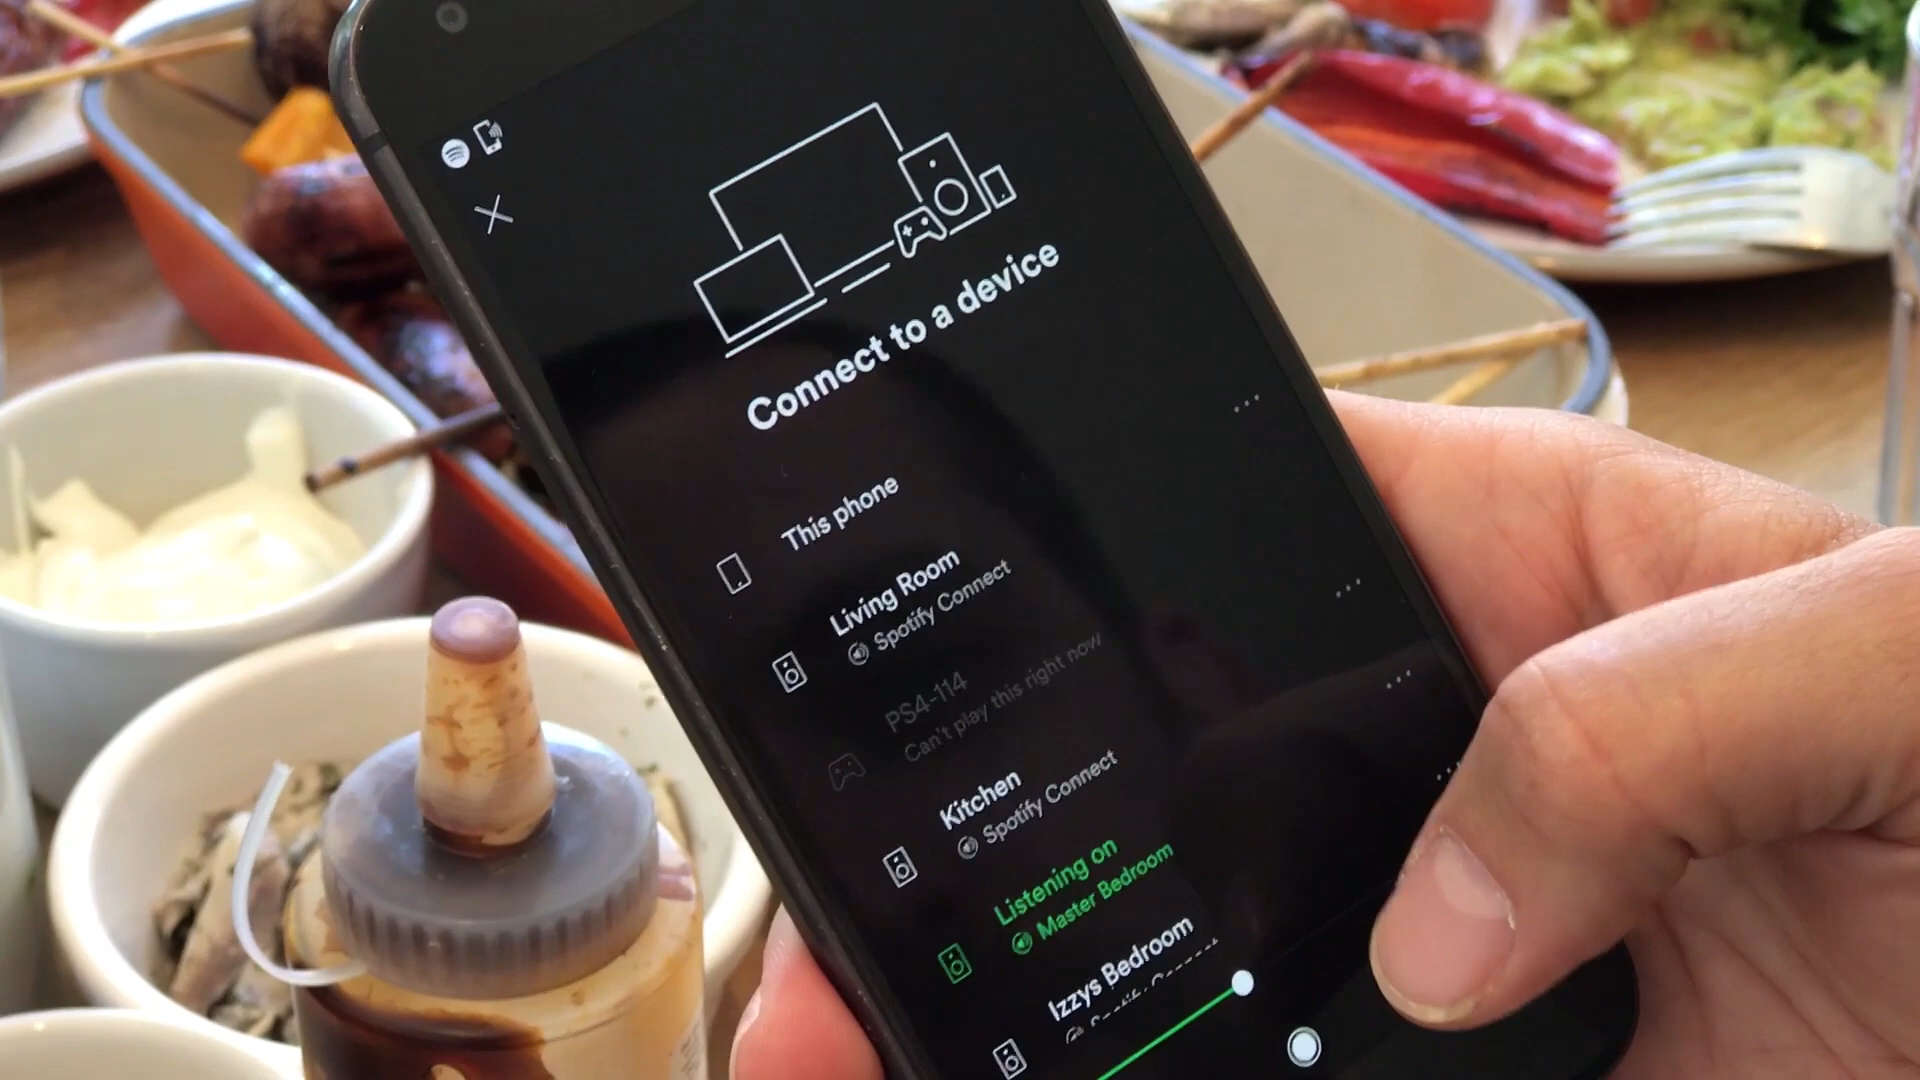 Connect to a device
This phone
Living Room
Spotify Connect
PS4-114
Can't play this right now
Kitchen
Spotify Connect
Listening on
Master Bedroom
Izzys Bedroom